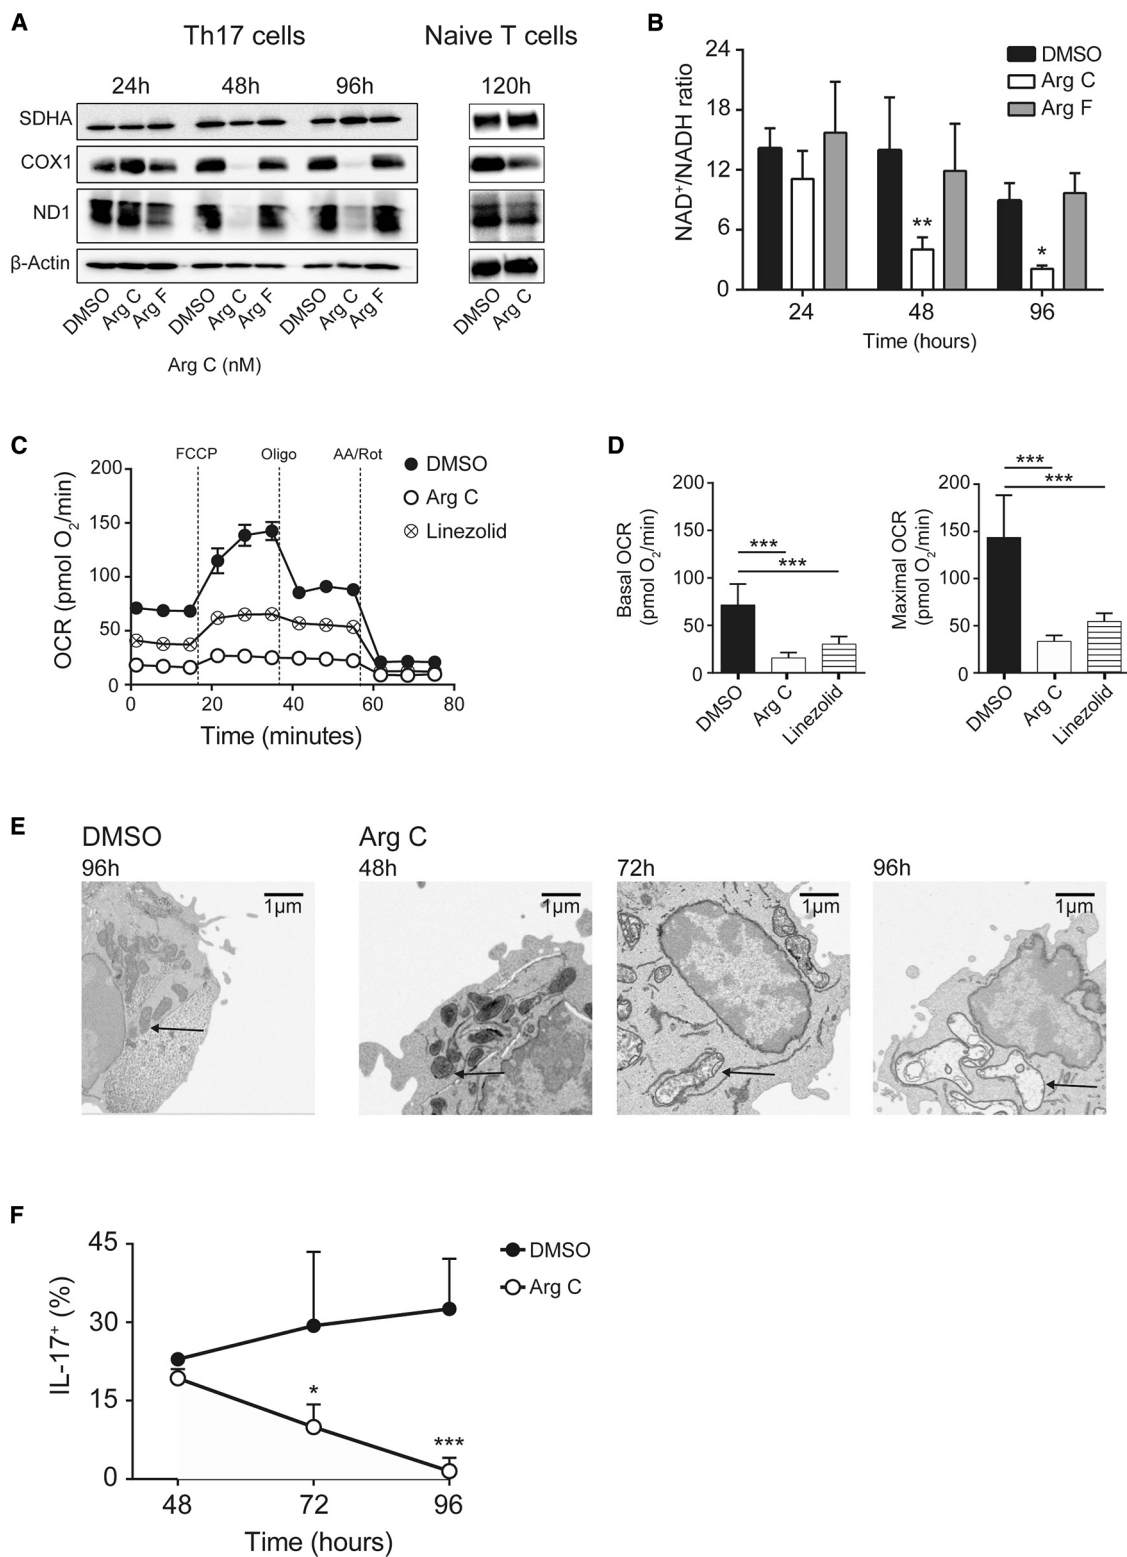 A
Th17 cells
Naive T cells
24h 48h 96h 120h
SDHA
COX1
ND1
β-Actin
DMSO Arg C Arg F DMSO Arg C Arg F DMSO Arg C Arg F DMSO Arg C
Arg C (nM)
B
NAD⁺/NADH ratio
24
18
12
6
0
DMSO
Arg C
Arg F
**
*
24 48 96
Time (hours)
C
OCR (pmol O₂/min)
200
150
100
50
0
FCCP Oligo AA/Rot
DMSO
Arg C
Linezolid
0 20 40 60 80
Time (minutes)
D
Basal OCR
(pmol O₂/min)
200
150
100
50
0
***
***
DMSO Arg C Linezolid
Maximal OCR
(pmol O₂/min)
200
150
100
50
0
***
***
DMSO Arg C Linezolid
E
DMSO
96h
1µm
Arg C
48h
1µm
72h
1µm
96h
1µm
F
IL-17⁺ (%)
45
30
15
0
DMSO
Arg C
*
***
48 72 96
Time (hours)